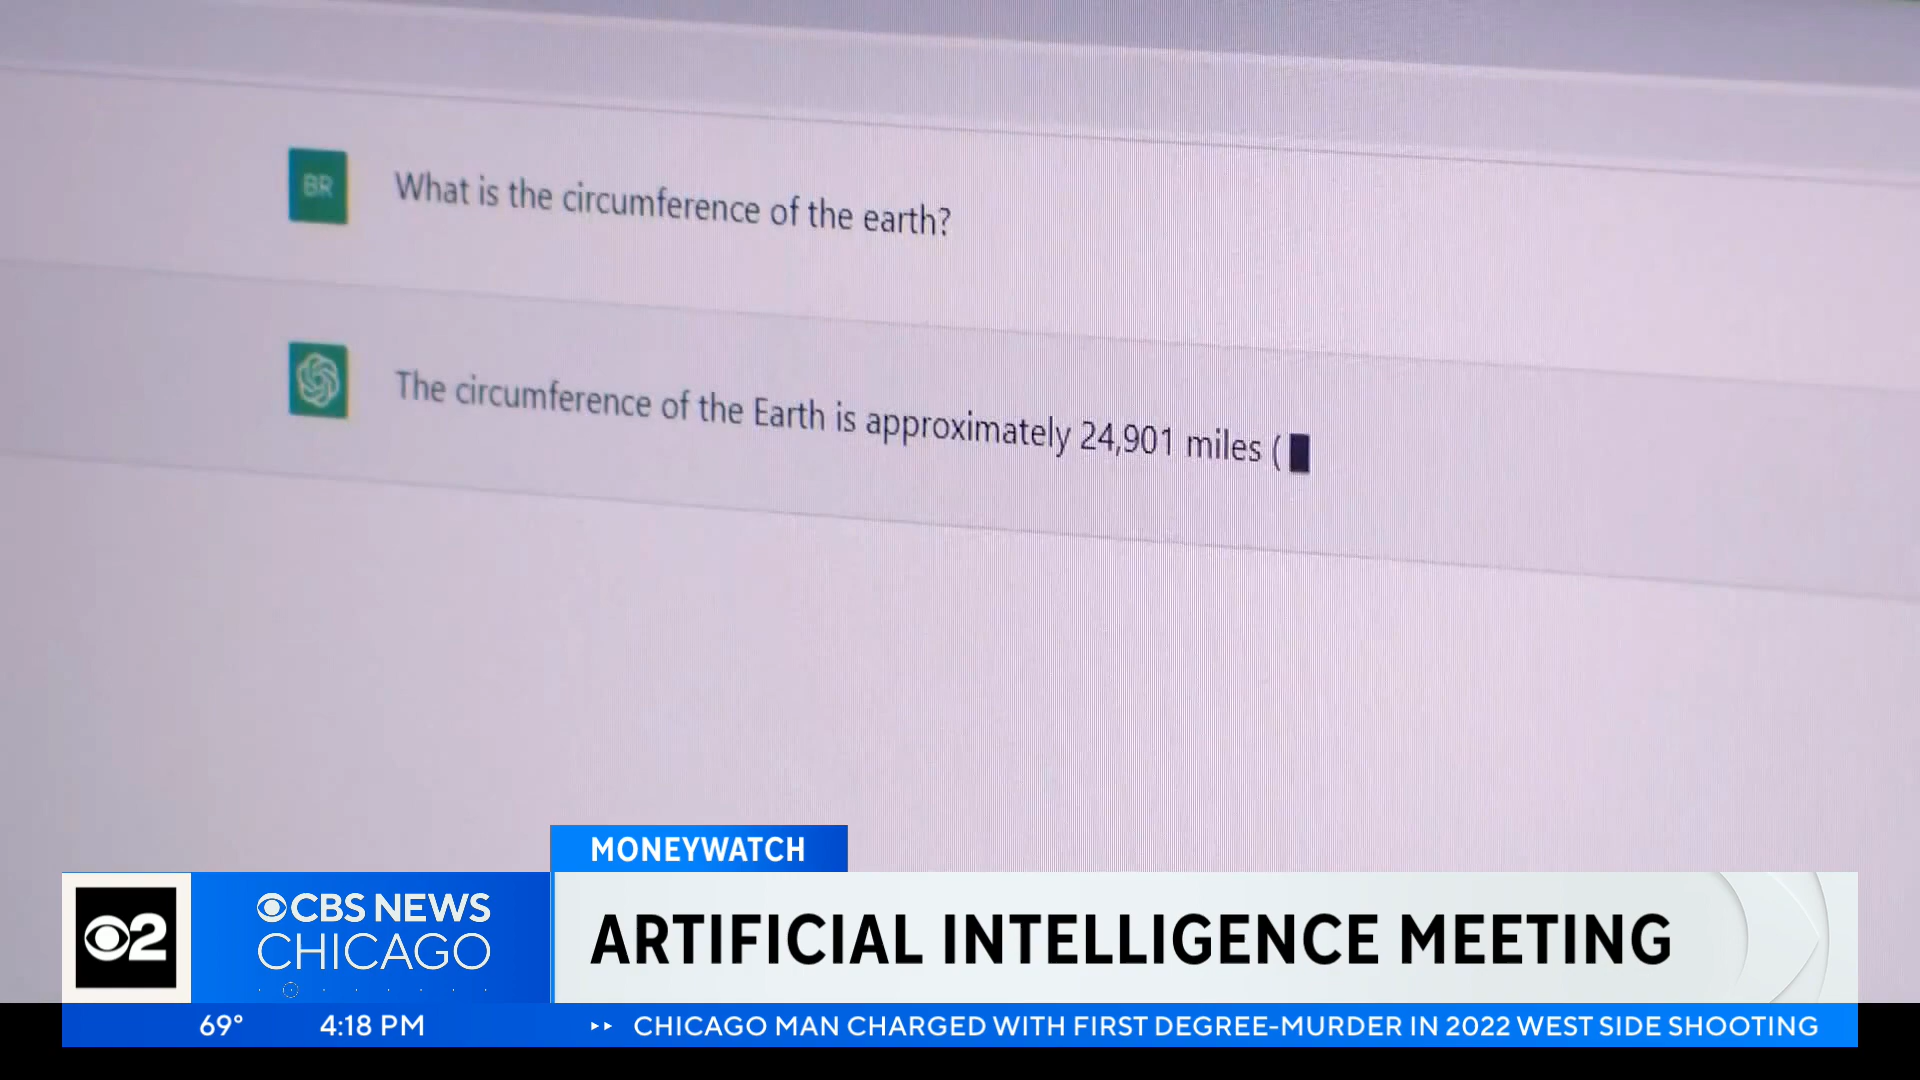 BR
What is the circumference of the earth?
The circumference of the Earth is approximately 24,901 miles (
MONEYWATCH
2
CBS NEWS
CHICAGO
ARTIFICIAL INTELLIGENCE MEETING
69° 4:18 PM CHICAGO MAN CHARGED WITH FIRST DEGREE-MURDER IN 2022 WEST SIDE SHOOTING